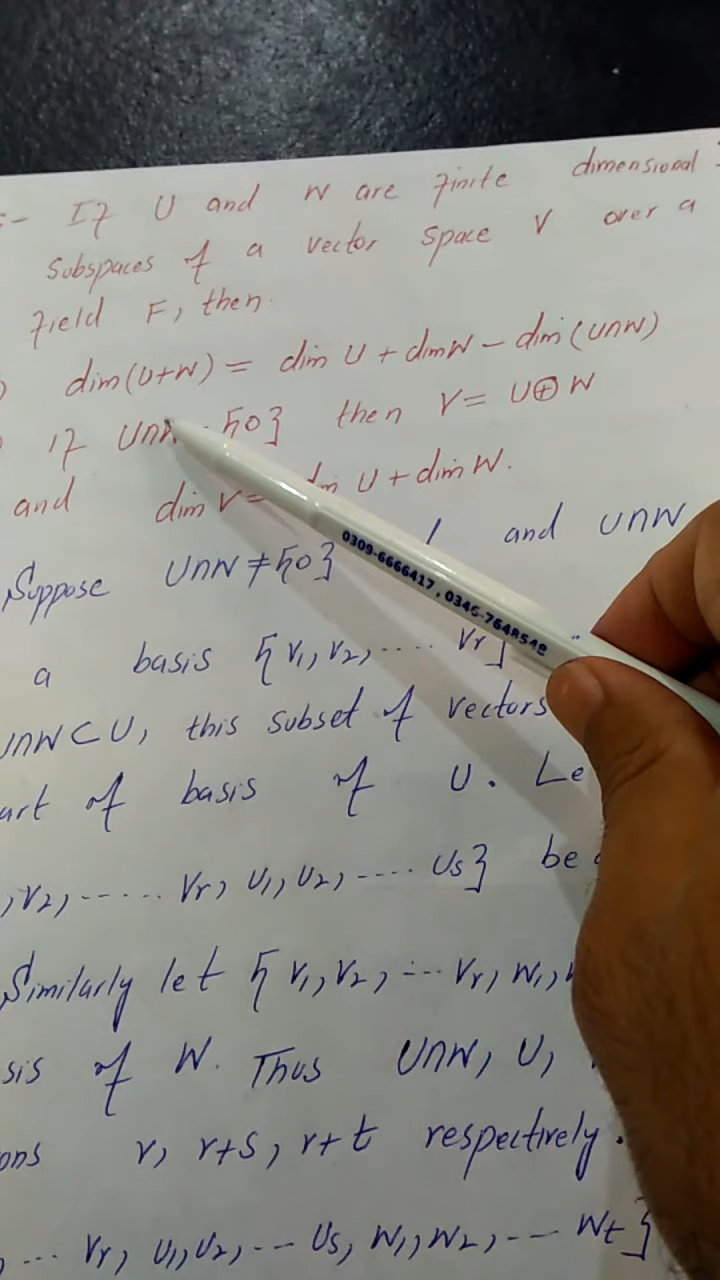 :- If U and W are finite dimensional
Subspaces of a vector space V over a
field F, then
) dim(U+W) = dim U + dim W - dim(U∩W)
) if U∩W {0} then V = U⊕W
and dim V = dim U + dim W.
Suppose U∩W ≠ {0} and U∩W
a basis {v1, v2, .... vr}
U∩W ⊂ U, this subset of vectors
art of basis of U. Le
, v2, ...... vr, u1, u2, .... us} be
Similarly let {v1, v2, ... vr, w1,
sis of W. Thus U∩W, U,
ons r, r+s, r+t respectively.
, ... vr, u1, u2, --- us, w1, w2, --- wt}
0309-6666417, 0346-7648548